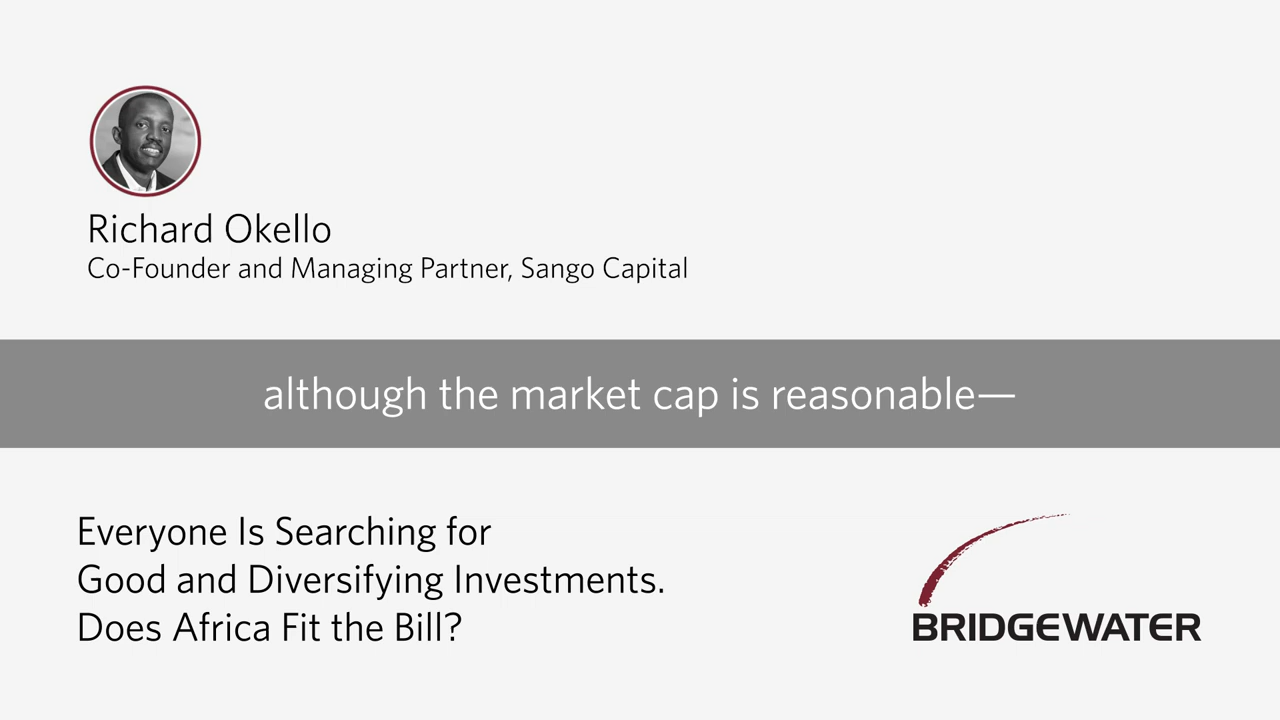 Richard Okello
Co-Founder and Managing Partner, Sango Capital
although the market cap is reasonable—
Everyone Is Searching for
Good and Diversifying Investments.
Does Africa Fit the Bill?
BRIDGEWATER